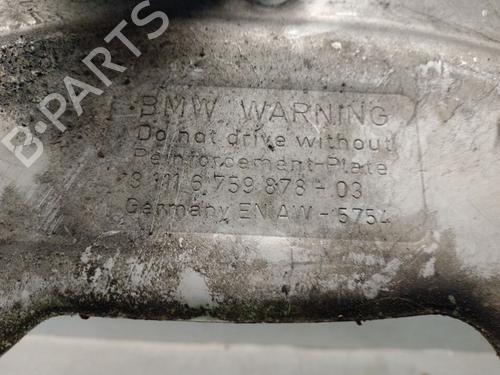 BMW WARNING
Do not drive without
Reinforcement-Plate
3 111 6 759 878 - 03
Germany EN AW - 5754
B-Parts